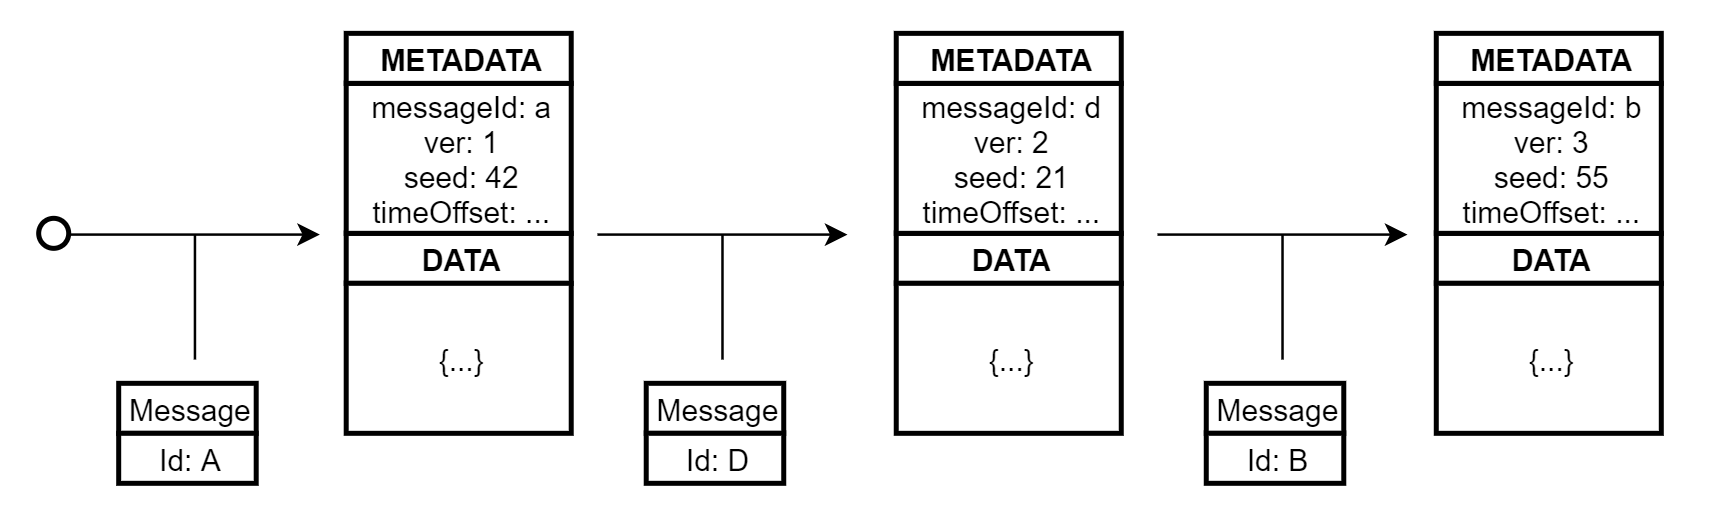 METADATA
messageId: a
ver: 1
seed: 42
timeOffset: ...
DATA
{...}
METADATA
messageId: d
ver: 2
seed: 21
timeOffset: ...
DATA
{...}
METADATA
messageId: b
ver: 3
seed: 55
timeOffset: ...
DATA
{...}
Message
Id: A
Message
Id: D
Message
Id: B